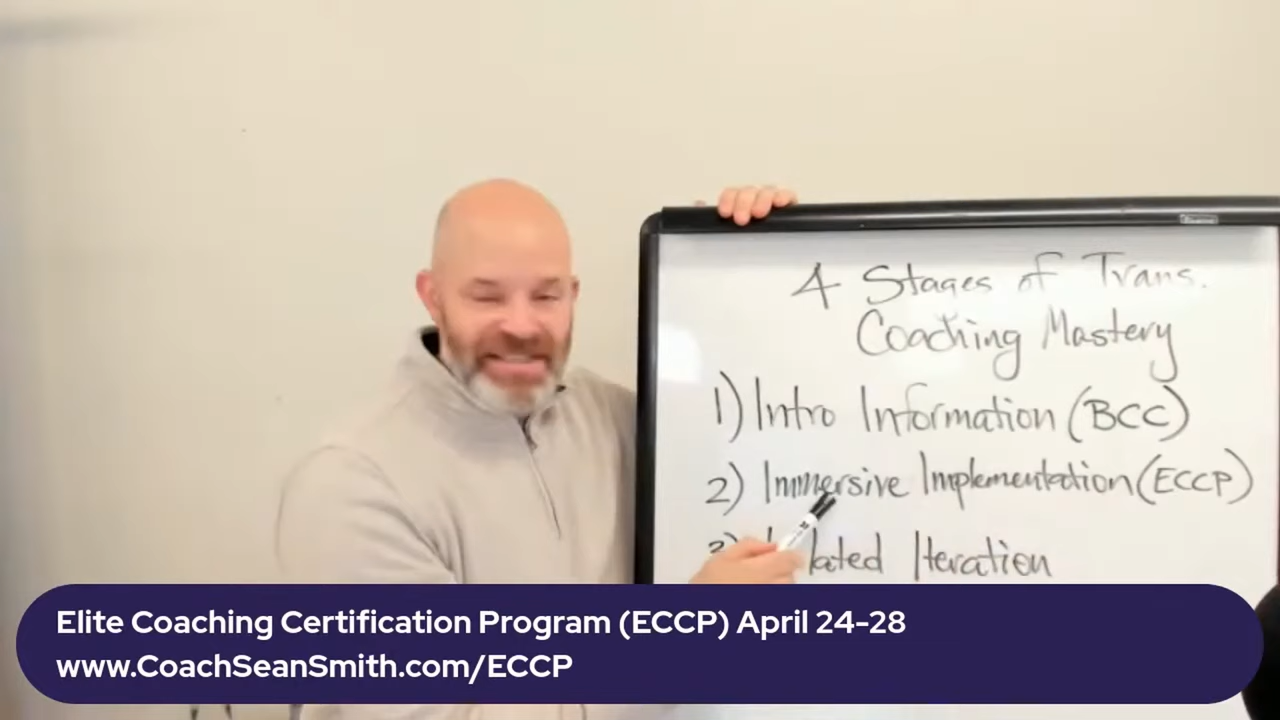 4 Stages of Trans.
Coaching Mastery
1) Intro Information (BCC)
2) Immersive Implementation (ECCP)
Iteration
Elite Coaching Certification Program (ECCP) April 24-28
www.CoachSeanSmith.com/ECCP